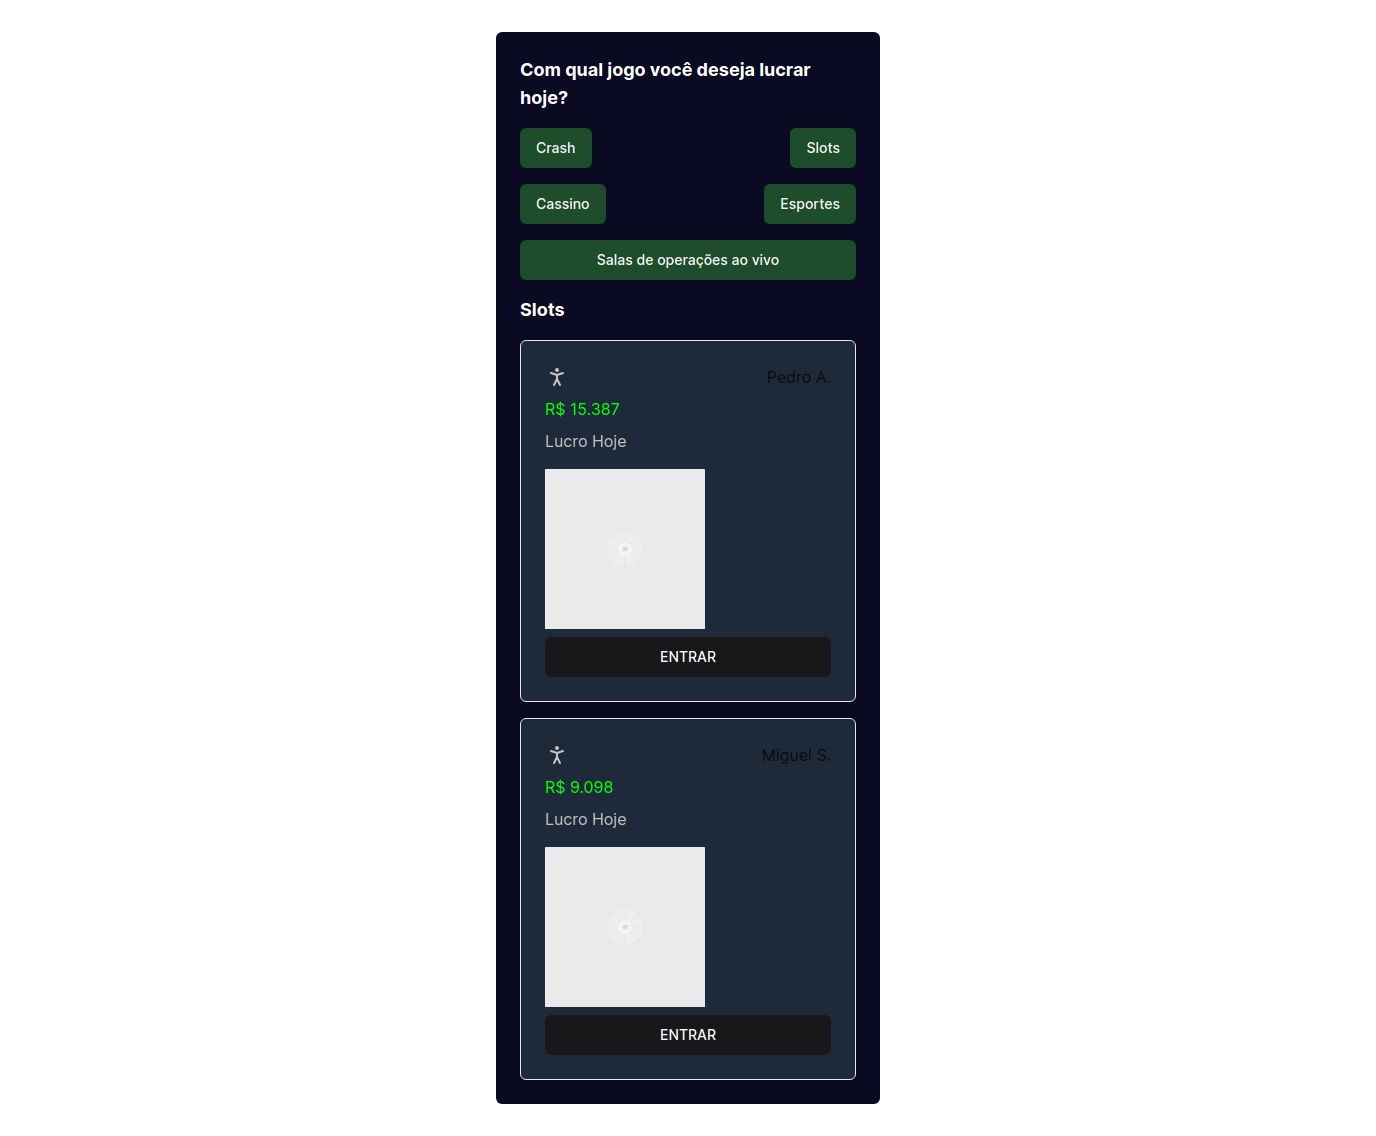 Com qual jogo você deseja lucrar
hoje?
Crash
Slots
Cassino
Esportes
Salas de operações ao vivo
Slots
Pedro A.
R$ 15.387
Lucro Hoje
ENTRAR
Miguel S.
R$ 9.098
Lucro Hoje
ENTRAR